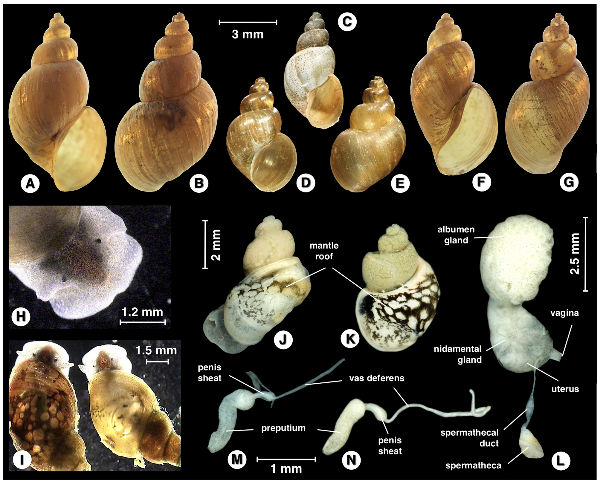 C
3 mm
A
B
D
E
F
G
H
1.2 mm
2 mm
mantle
roof
J
K
albumen
gland
2.5 mm
vagina
nidamental
gland
uterus
I
1.5 mm
penis
sheat
vas deferens
preputium
penis
sheat
M
1 mm
N
spermathecal
duct
spermatheca
L